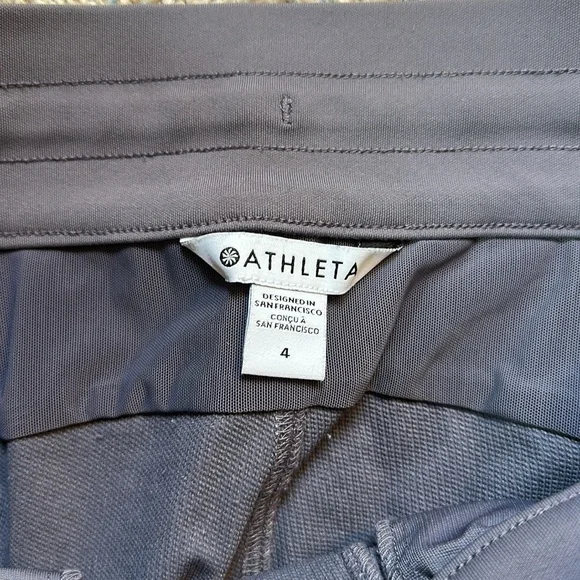 ATHLETA
DESIGNED IN
SAN FRANCISCO
CONÇU À
SAN FRANCISCO
4